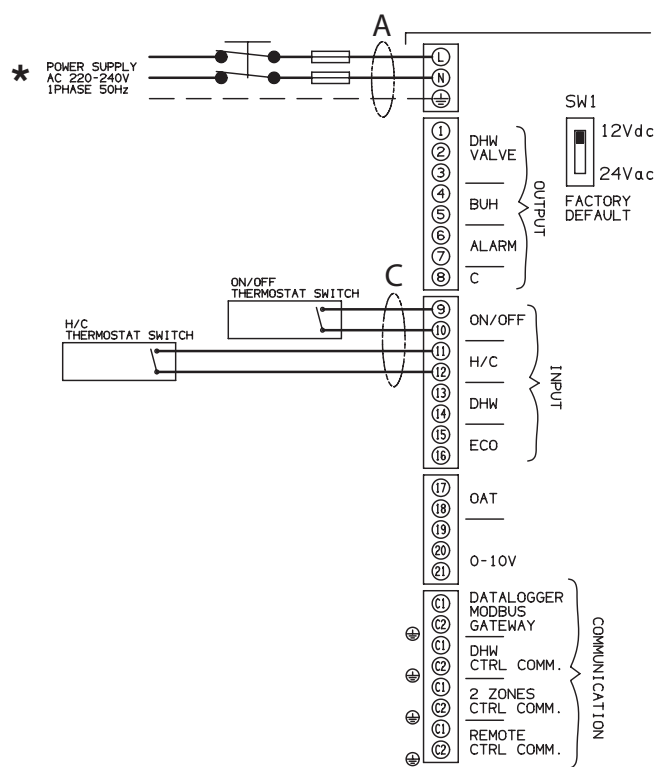 A
* POWER SUPPLY
AC 220-240V
1PHASE 50Hz
L
N
SW1
12Vdc
24Vac
FACTORY
DEFAULT
1
2
3
4
5
6
7
8
DHW
VALVE
BUH
ALARM
C
OUTPUT
ON/OFF
THERMOSTAT SWITCH
C
H/C
THERMOSTAT SWITCH
9
10
11
12
13
14
15
16
ON/OFF
H/C
DHW
ECO
INPUT
17
18
19
20
21
OAT
0-10V
C1
C2
C1
C2
C1
C2
C1
C2
DATALOGGER
MODBUS
GATEWAY
DHW
CTRL COMM.
2 ZONES
CTRL COMM.
REMOTE
CTRL COMM.
COMMUNICATION